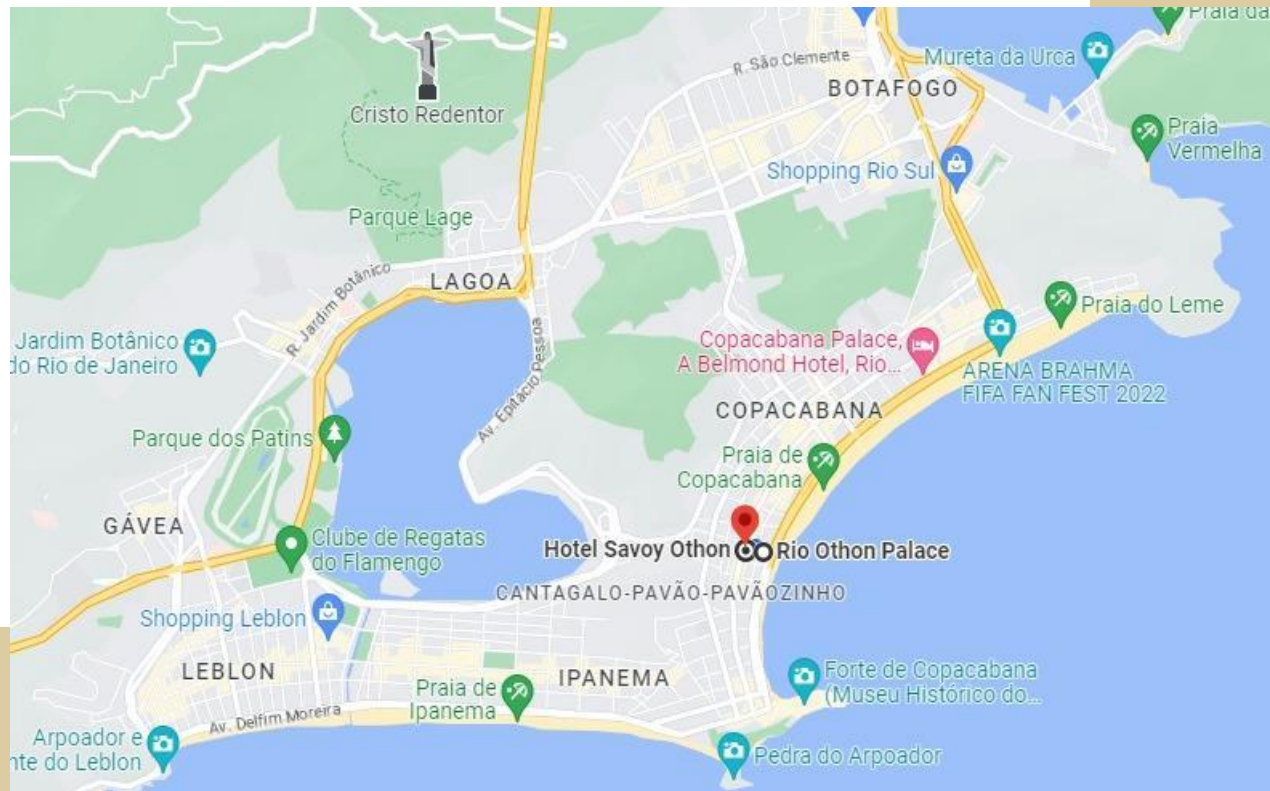 Praia da
Mureta da Urca
R. São Clemente
BOTAFOGO
Cristo Redentor
Praia
Vermelha
Shopping Rio Sul
Parque Lage
LAGOA
R. Jardim Botânico
Praia do Leme
Jardim Botânico
do Rio de Janeiro
Av. Epitácio Pessoa
Copacabana Palace,
A Belmond Hotel, Rio...
ARENA BRAHMA
FIFA FAN FEST 2022
COPACABANA
Parque dos Patins
Praia de
Copacabana
GÁVEA
Clube de Regatas
do Flamengo
Hotel Savoy Othon
Rio Othon Palace
CANTAGALO-PAVÃO-PAVÃOZINHO
Shopping Leblon
LEBLON
IPANEMA
Forte de Copacabana
(Museu Histórico do...
Praia de
Ipanema
Av. Delfim Moreira
Arpoador e
nte do Leblon
Pedra do Arpoador